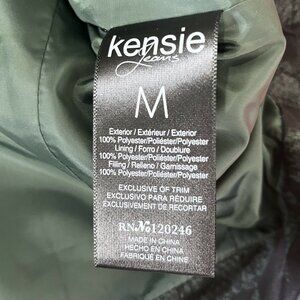 kensie
Jeans
M
Exterior / Extérieur / Exterior
100% Polyester/Poliéster/Polyester
Lining / Forro / Doublure
100% Polyester/Poliéster/Polyester
Filling / Relleno / Garnissage
100% Polyester/Poliéster/Polyester
EXCLUSIVE OF TRIM
EXCLUSIVO PARA RÉDUIRE
EXCLUSIVEMENT DE RECORTAR
RN№120246
MADE IN CHINA
HECHO EN CHINA
FABRIQUÉ EN CHINE